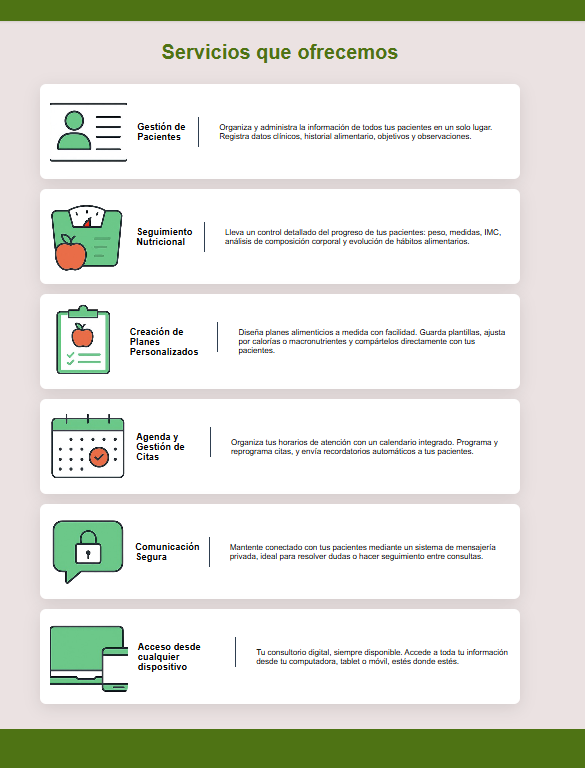 Servicios que ofrecemos
Gestión de
Pacientes
Organiza y administra la información de todos tus pacientes en un solo lugar.
Registra datos clínicos, historial alimentario, objetivos y observaciones.
Seguimiento
Nutricional
Lleva un control detallado del progreso de tus pacientes: peso, medidas, IMC,
análisis de composición corporal y evolución de hábitos alimentarios.
Creación de
Planes
Personalizados
Diseña planes alimenticios a medida con facilidad. Guarda plantillas, ajusta
por calorías o macronutrientes y compártelos directamente con tus
pacientes.
Agenda y
Gestión de
Citas
Organiza tus horarios de atención con un calendario integrado. Programa y
reprograma citas, y envía recordatorios automáticos a tus pacientes.
Comunicación
Segura
Mantente conectado con tus pacientes mediante un sistema de mensajería
privada, ideal para resolver dudas o hacer seguimiento entre consultas.
Acceso desde
cualquier
dispositivo
Tu consultorio digital, siempre disponible. Accede a toda tu información
desde tu computadora, tablet o móvil, estés donde estés.